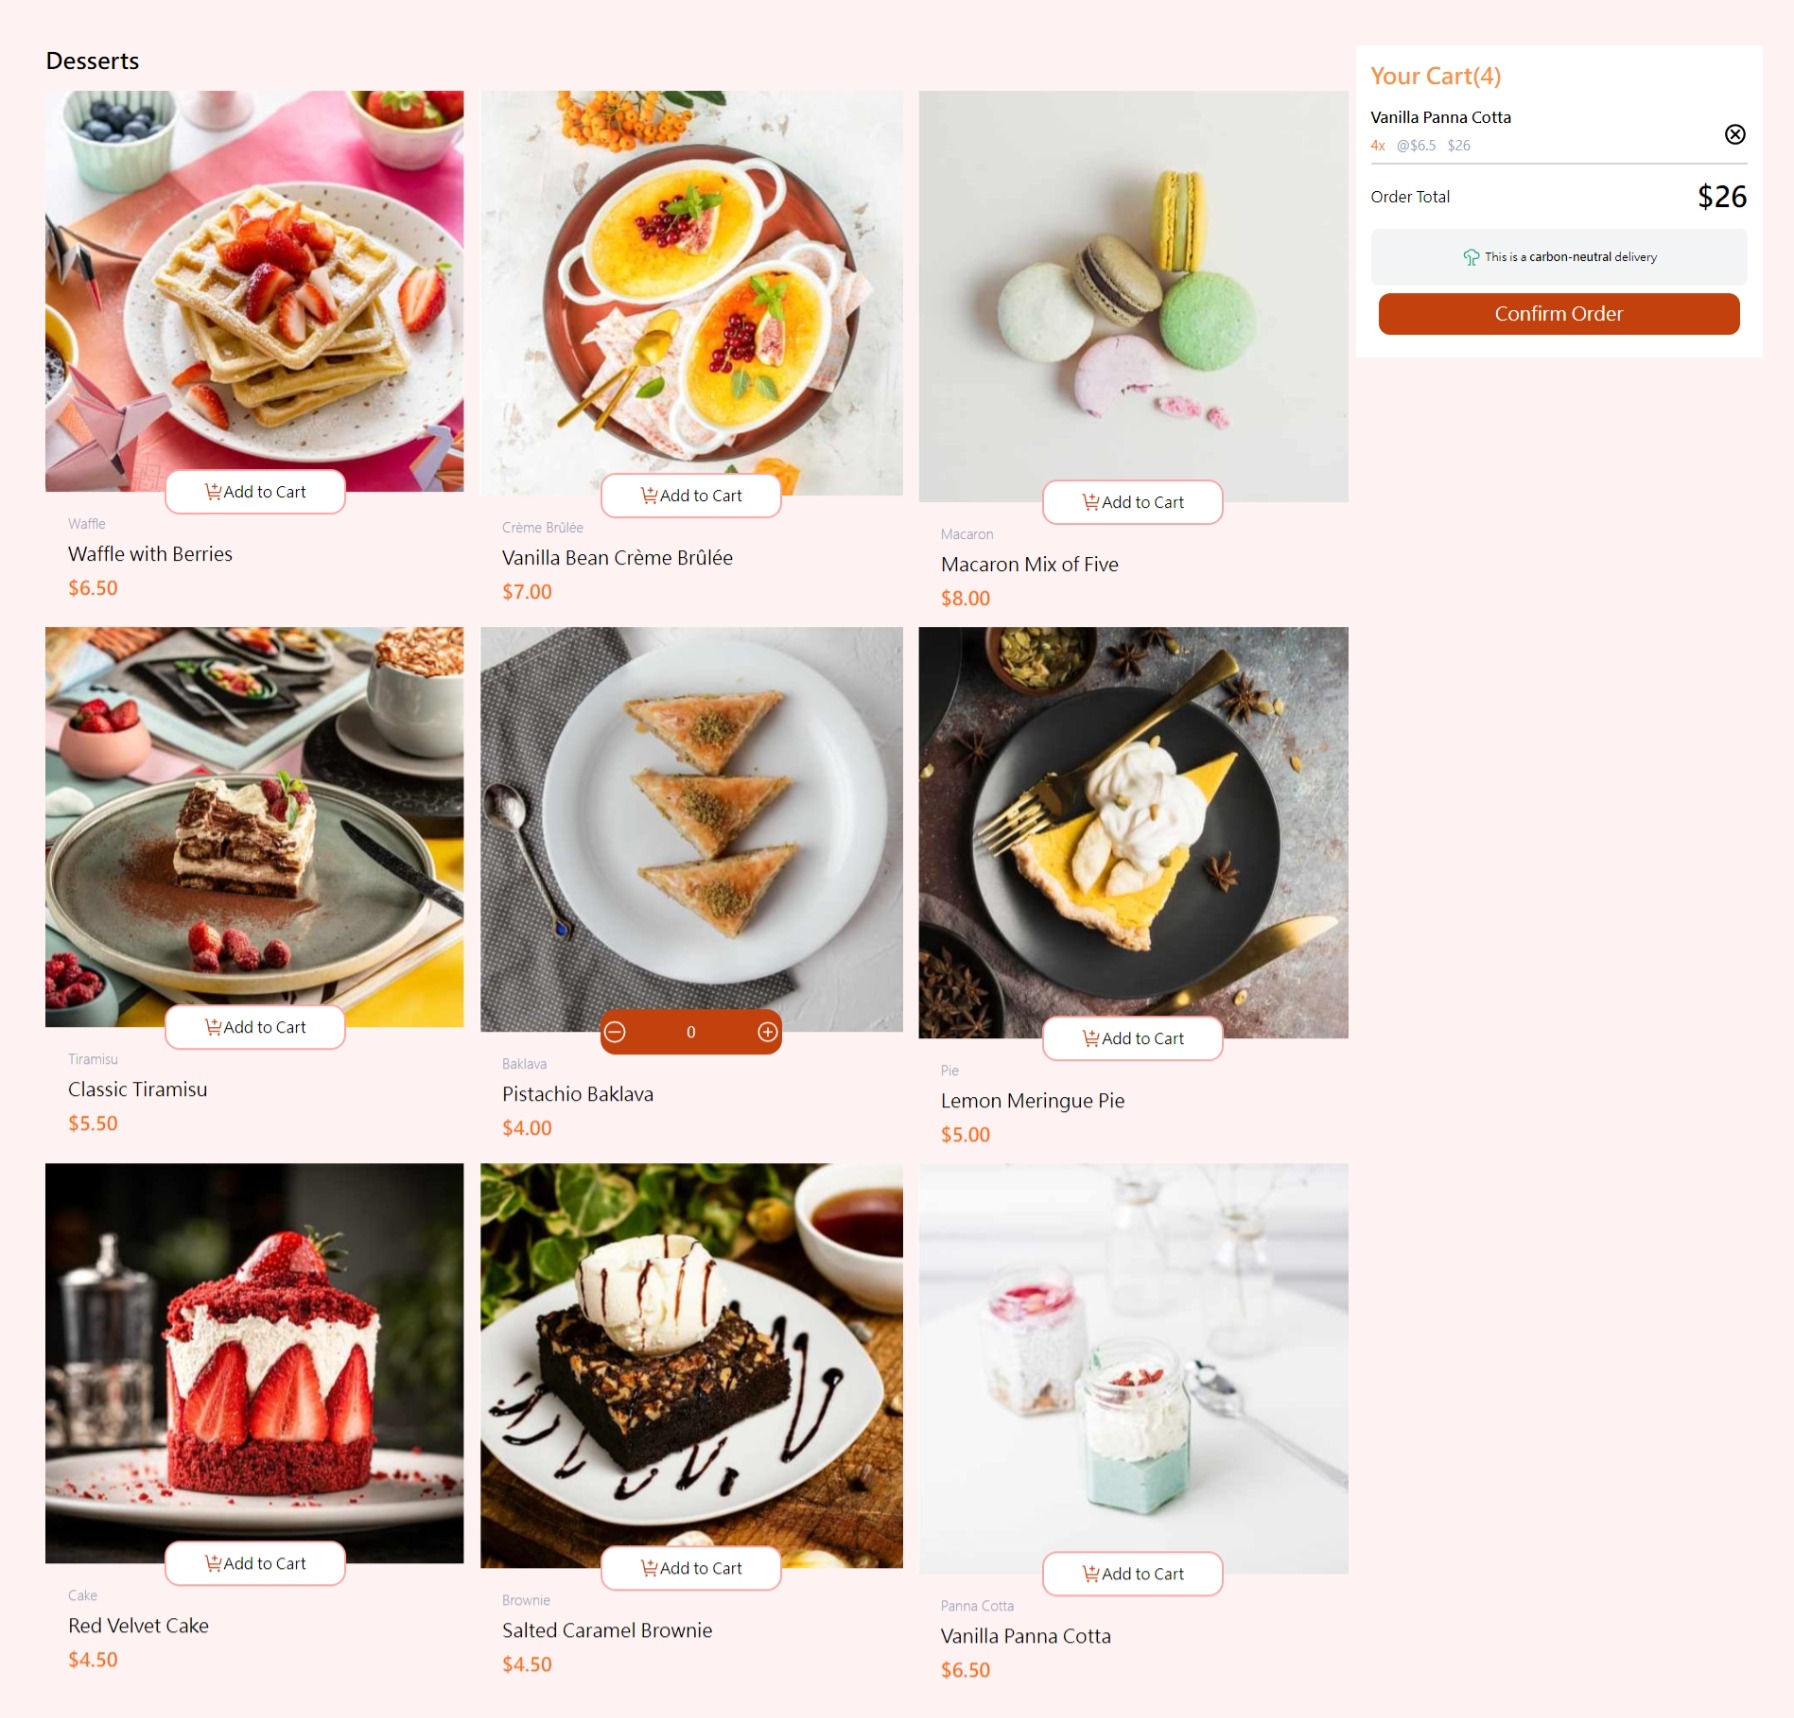 Desserts
Add to Cart
Waffle
Waffle with Berries
$6.50
Add to Cart
Crème Brûlée
Vanilla Bean Crème Brûlée
$7.00
Add to Cart
Macaron
Macaron Mix of Five
$8.00
Add to Cart
Tiramisu
Classic Tiramisu
$5.50
0
Baklava
Pistachio Baklava
$4.00
Add to Cart
Pie
Lemon Meringue Pie
$5.00
Add to Cart
Cake
Red Velvet Cake
$4.50
Add to Cart
Brownie
Salted Caramel Brownie
$4.50
Add to Cart
Panna Cotta
Vanilla Panna Cotta
$6.50
Your Cart(4)
Vanilla Panna Cotta
4x @$6.5 $26
Order Total $26
This is a carbon-neutral delivery
Confirm Order